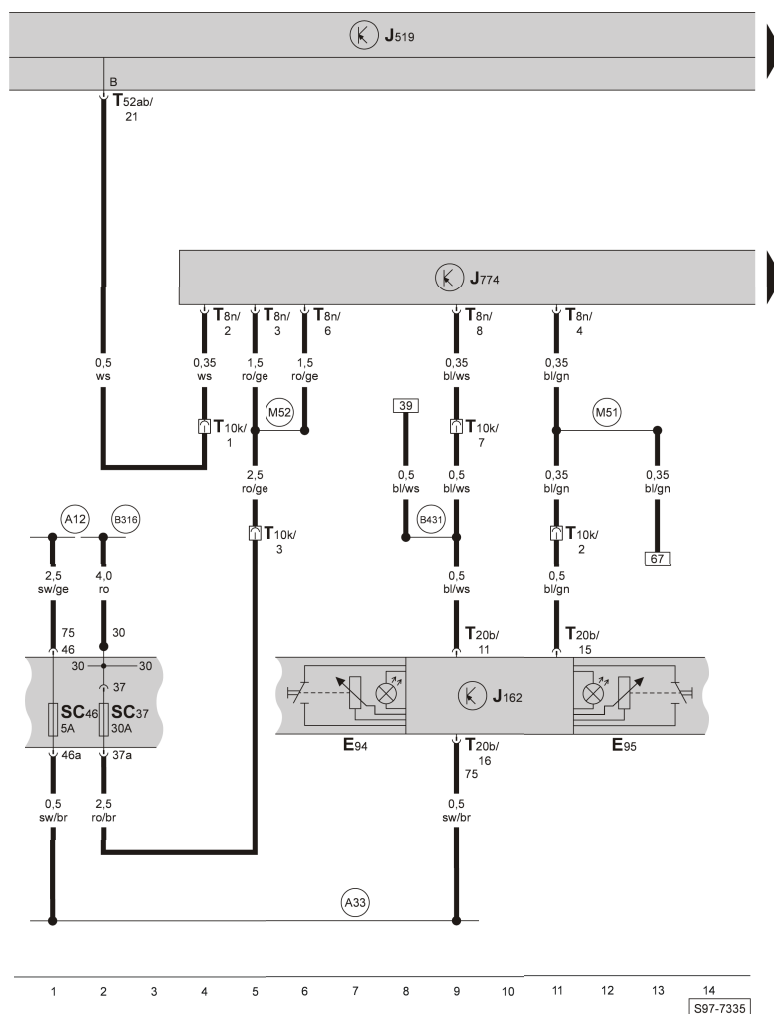 J519
B
T52ab/
21
J774
T8n/ T8n/ T8n/ T8n/ T8n/
2 3 6 8 4
0,5 0,35 1,5 1,5 0,35 0,35
ws ws ro/ge ro/ge bl/ws bl/gn
39
M52 M51
T10k/ T10k/
1 7
2,5 0,5 0,5 0,35 0,35
ro/ge bl/ws bl/ws bl/gn bl/gn
A12 B316 B431
T10k/ T10k/
3 2
67
2,5 4,0 0,5 0,5
sw/ge ro bl/ws bl/gn
75 30 T20b/ T20b/
46 11 15
30 30
37
SC46 SC37 J162
5A 30A
E94 T20b/ E95
46a 37a 16
75
0,5 2,5 0,5
sw/br ro/br sw/br
A33
1 2 3 4 5 6 7 8 9 10 11 12 13 14
S97-7335